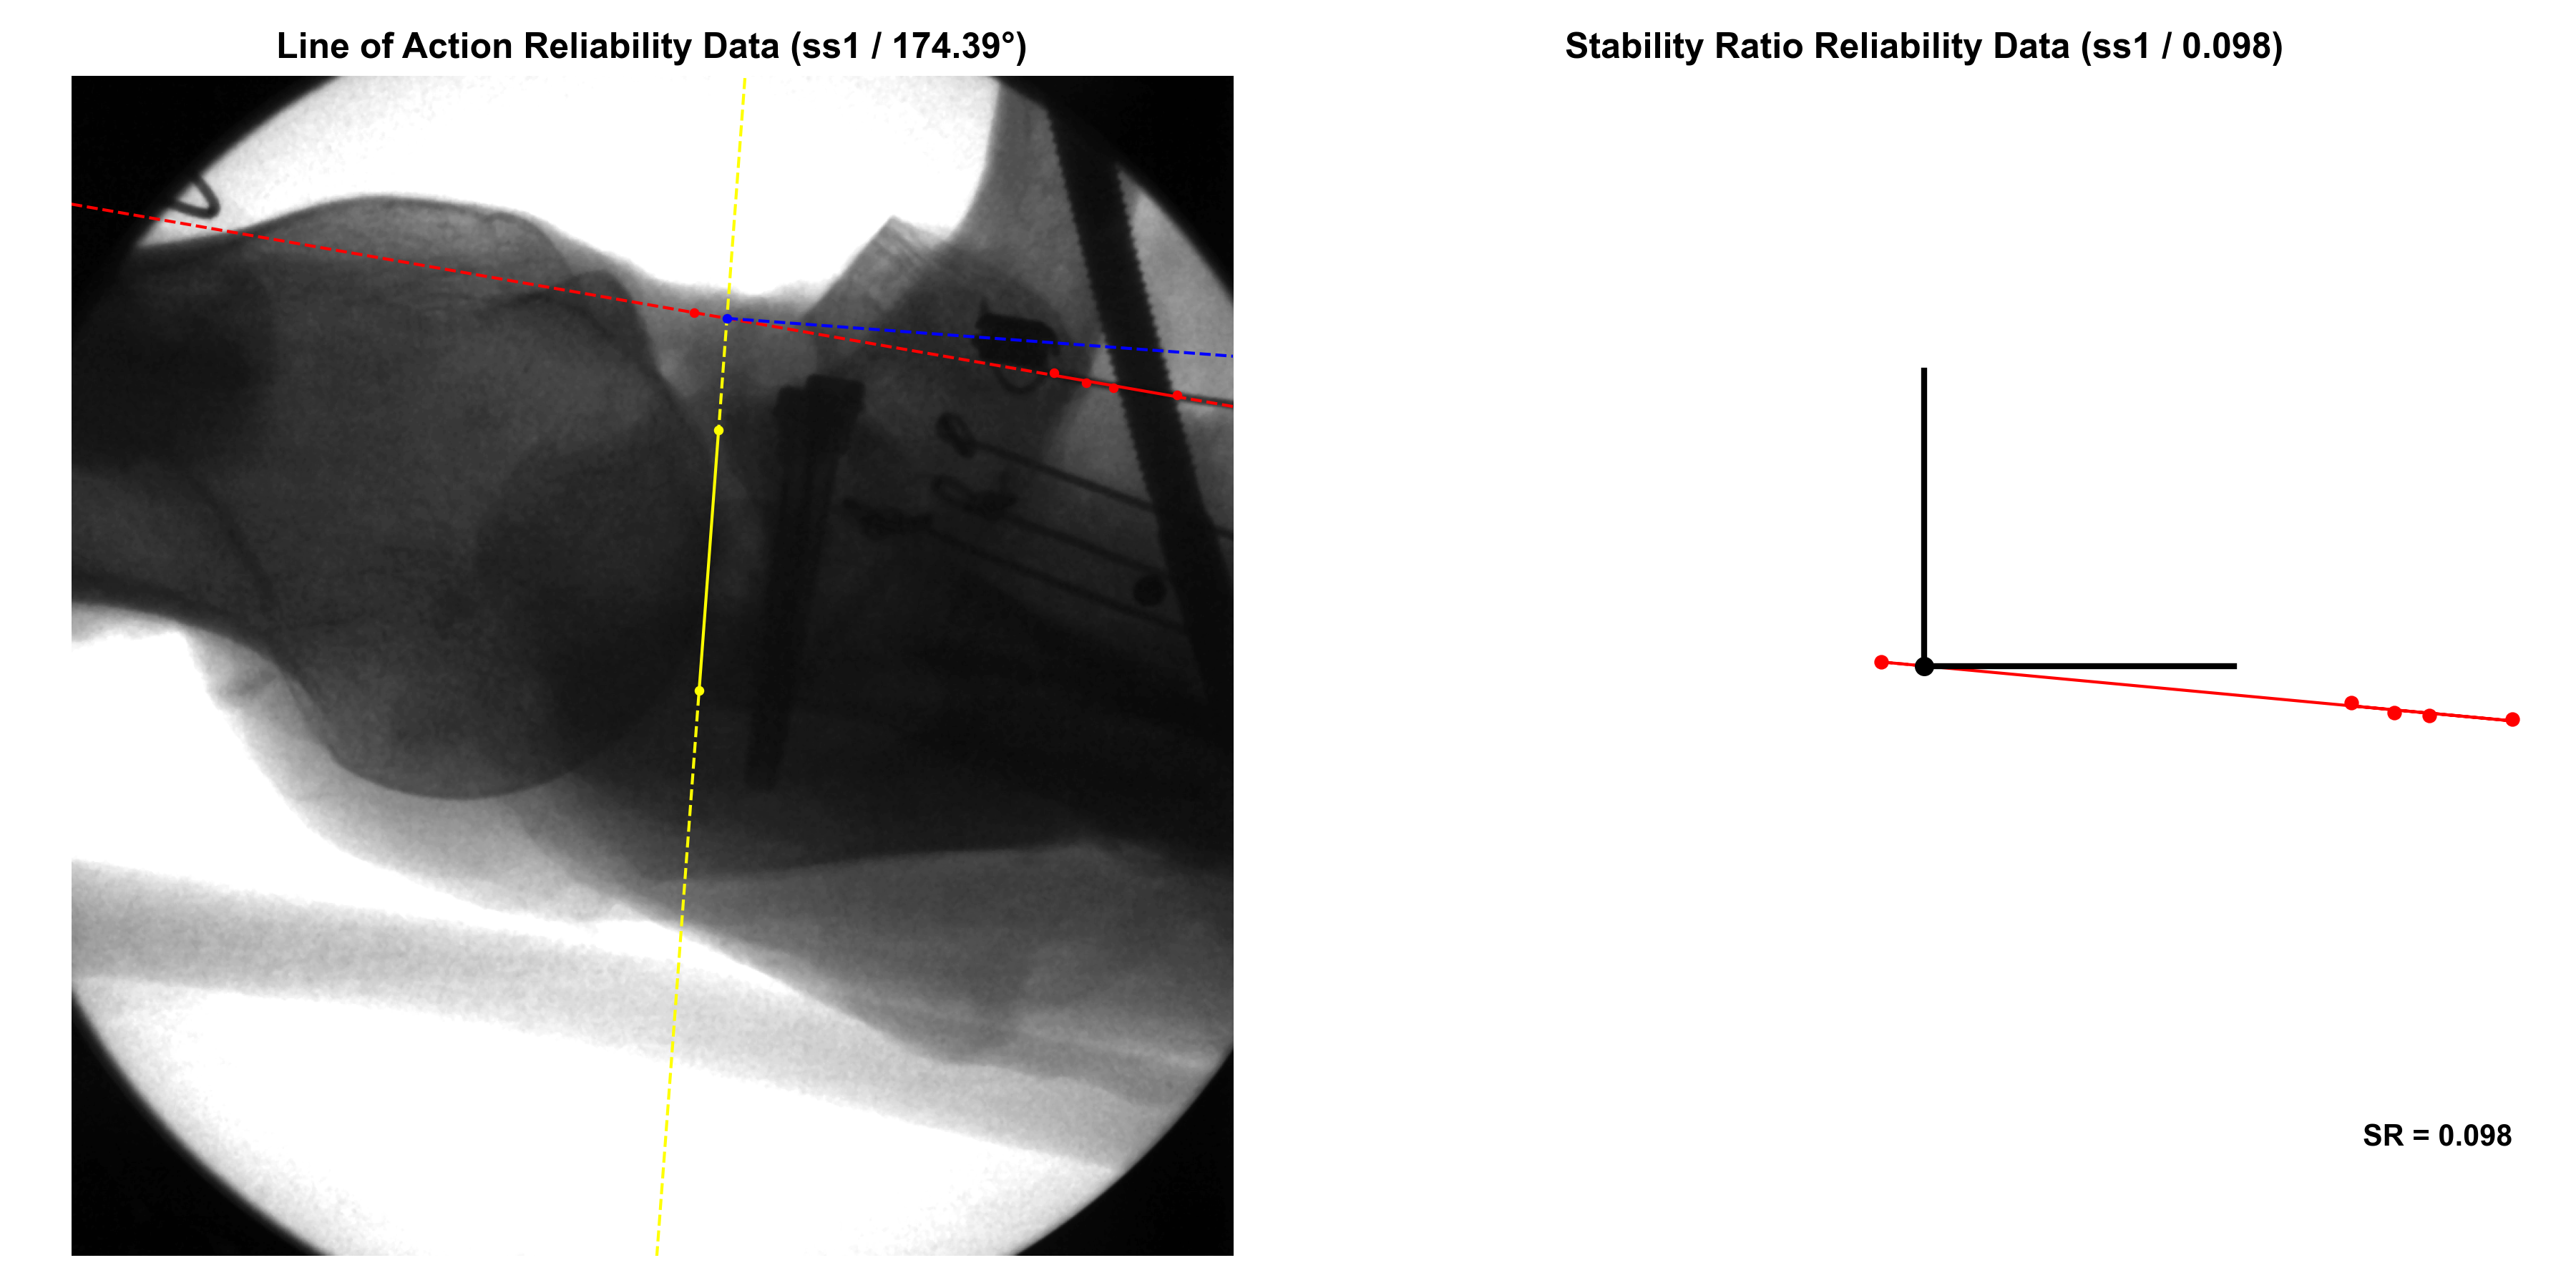 Line of Action Reliability Data (ss1 / 174.39°)
Stability Ratio Reliability Data (ss1 / 0.098)
SR = 0.098